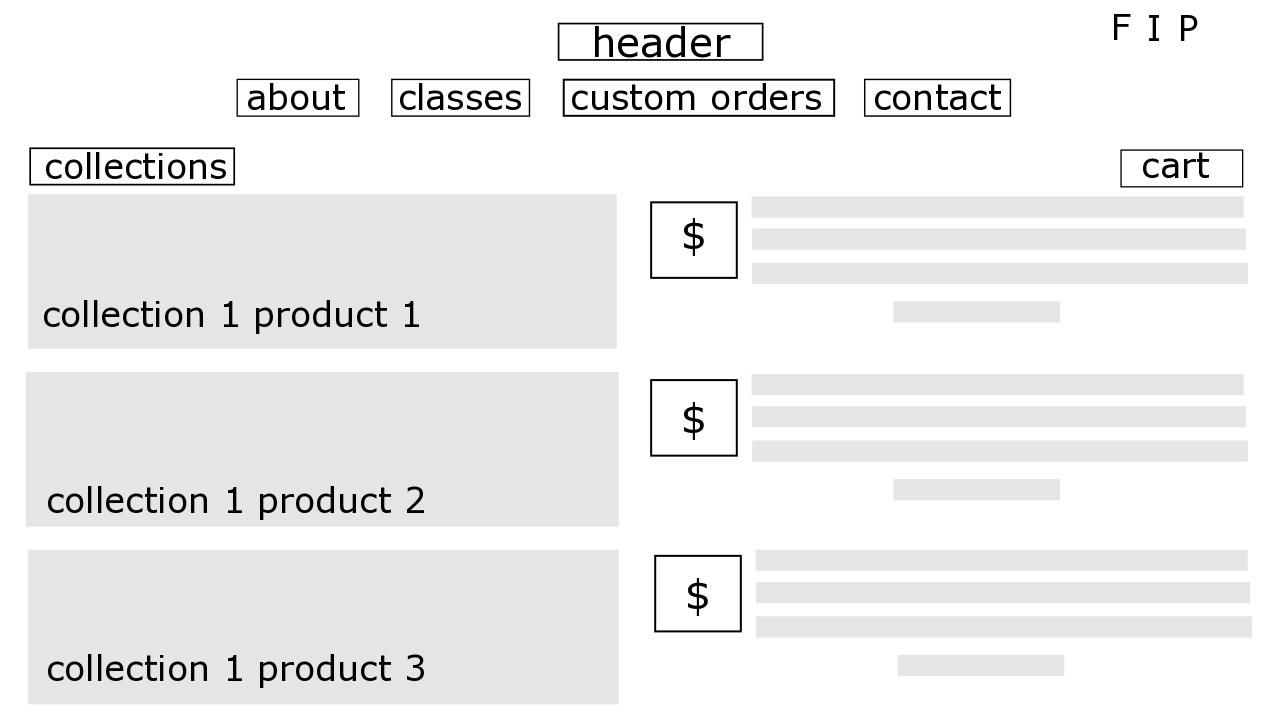 header
F I P
about classes custom orders contact
collections
cart
$
collection 1 product 1
$
collection 1 product 2
$
collection 1 product 3